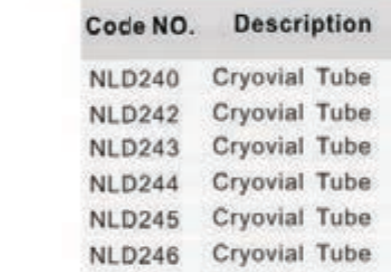 Code NO. Description
NLD240 Cryovial Tube
NLD242 Cryovial Tube
NLD243 Cryovial Tube
NLD244 Cryovial Tube
NLD245 Cryovial Tube
NLD246 Cryovial Tube